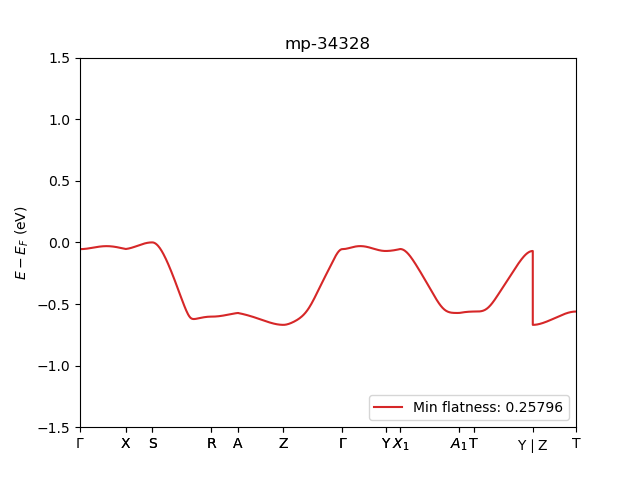 mp-34328
E − E_F (eV)
1.5
1.0
0.5
0.0
−0.5
−1.0
−1.5
Min flatness: 0.25796
Γ X S R A Z Γ Y X₁ A₁ T Y | Z T